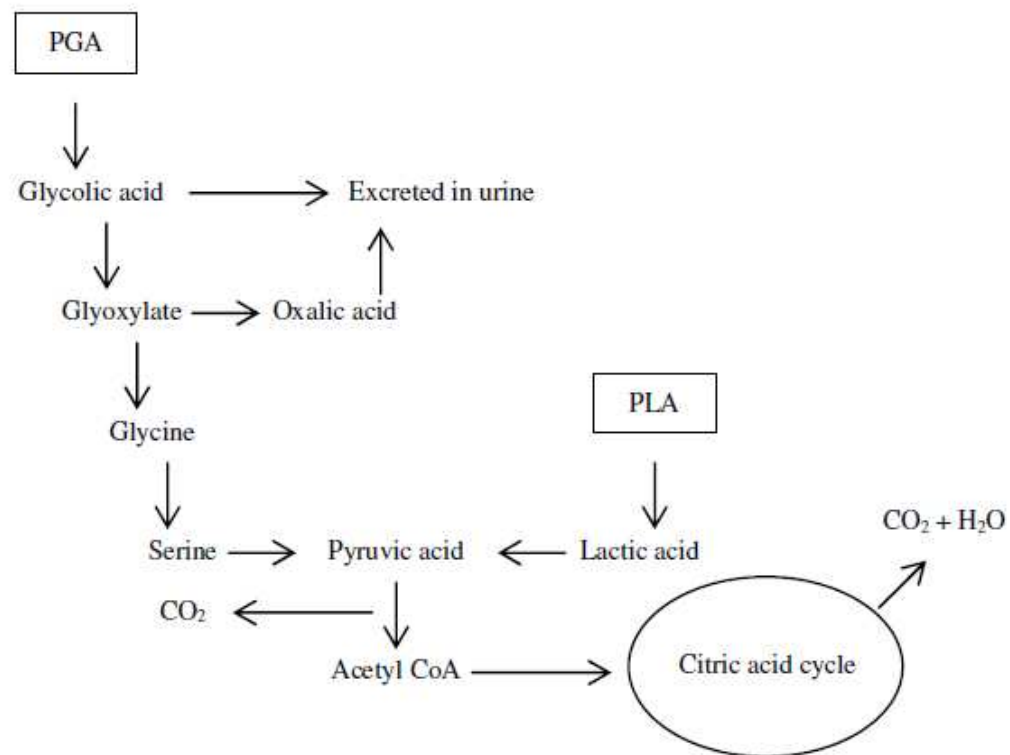 PGA
Glycolic acid
Excreted in urine
Glyoxylate
Oxalic acid
PLA
Glycine
CO₂ + H₂O
Serine
Pyruvic acid
Lactic acid
CO₂
Acetyl CoA
Citric acid cycle